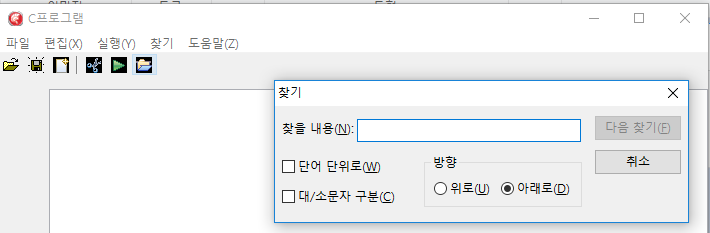 C프로그램
파일 편집(X) 실행(Y) 찾기 도움말(Z)
찾기
찾을 내용(N): 다음 찾기(F)
단어 단위로(W) 방향 취소
위로(U) 아래로(D)
대/소문자 구분(C)